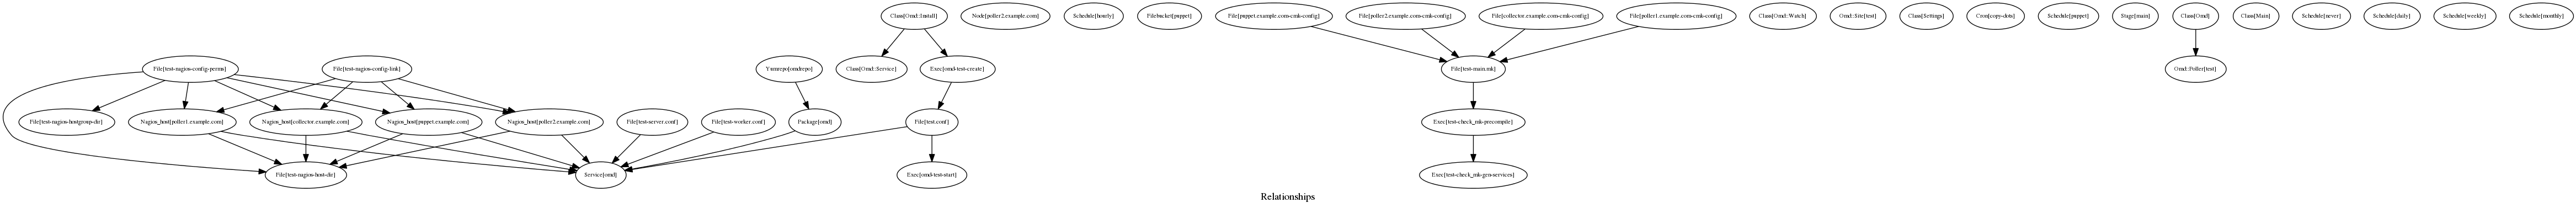 Class[Omd::Install]
Node[poller2.example.com]
Schedule[hourly]
Filebucket[puppet]
File[puppet.example.com-cmk-config]
File[poller2.example.com-cmk-config]
File[collector.example.com-cmk-config]
File[poller1.example.com-cmk-config]
Class[Omd::Watch]
Omd::Site[test]
Class[Settings]
Cron[copy-dots]
Schedule[puppet]
Stage[main]
Class[Omd]
Class[Main]
Schedule[never]
Schedule[daily]
Schedule[weekly]
Schedule[monthly]
File[test-nagios-config-perms]
File[test-nagios-config-link]
Yumrepo[omdrepo]
Class[Omd::Service]
Exec[omd-test-create]
File[test-main.mk]
Omd::Poller[test]
File[test-nagios-hostgroup-dir]
Nagios_host[poller1.example.com]
Nagios_host[collector.example.com]
Nagios_host[puppet.example.com]
Nagios_host[poller2.example.com]
File[test-server.conf]
File[test-worker.conf]
Package[omd]
File[test.conf]
Exec[test-check_mk-precompile]
File[test-nagios-host-dir]
Service[omd]
Exec[omd-test-start]
Exec[test-check_mk-gen-services]
Relationships